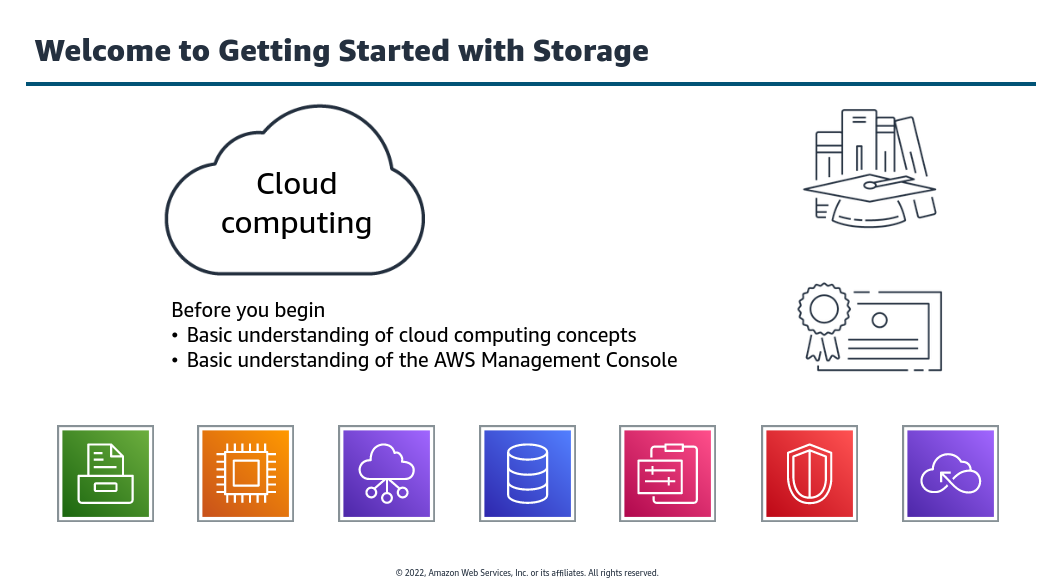 Welcome to Getting Started with Storage
Cloud
computing
Before you begin
• Basic understanding of cloud computing concepts
• Basic understanding of the AWS Management Console
© 2022, Amazon Web Services, Inc. or its affiliates. All rights reserved.